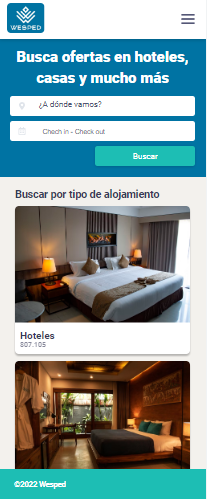 WESPED
Busca ofertas en hoteles,
casas y mucho más
¿A dónde vamos?
Chech in - Check out
Buscar
Buscar por tipo de alojamiento
Hoteles
807.105
©2022 Wesped